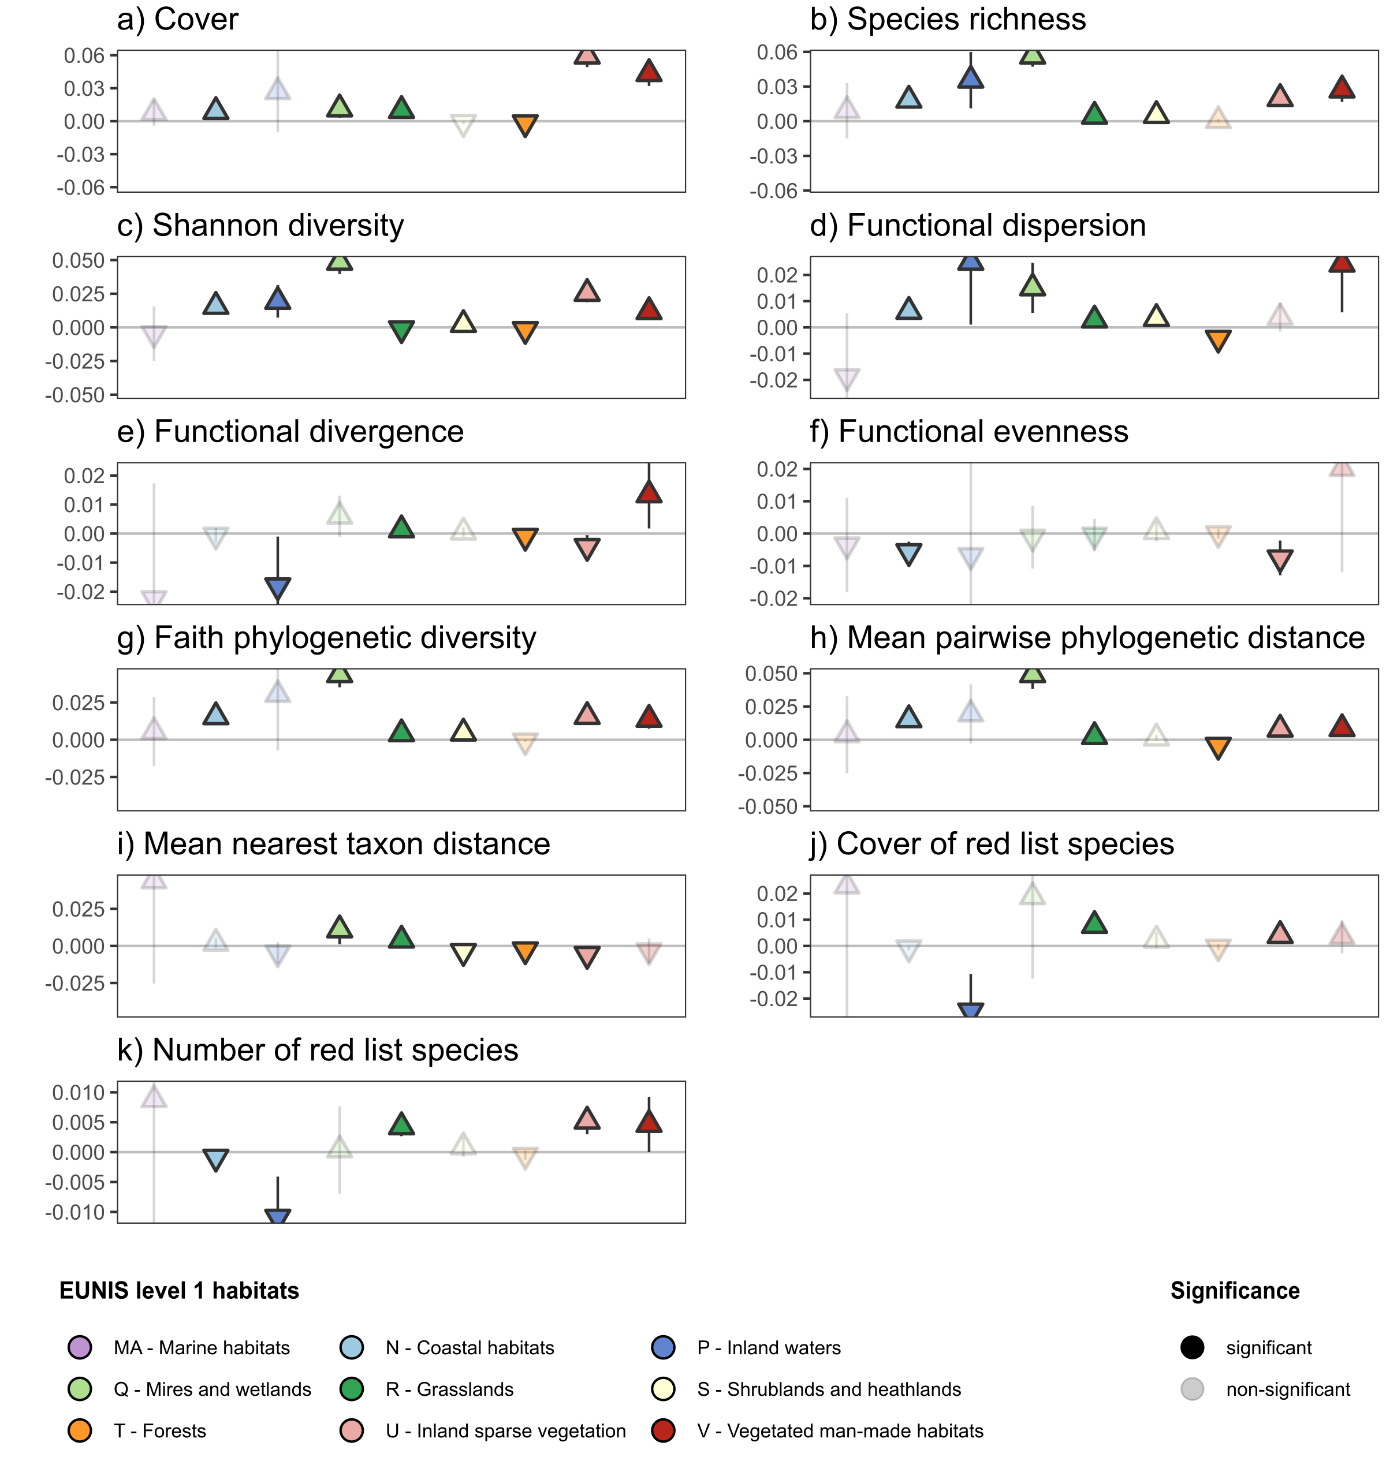 a) Cover
0.06
0.03
0.00
-0.03
-0.06
b) Species richness
0.06
0.03
0.00
-0.03
-0.06
c) Shannon diversity
0.050
0.025
0.000
-0.025
-0.050
d) Functional dispersion
0.02
0.01
0.00
-0.01
-0.02
e) Functional divergence
0.02
0.01
0.00
-0.01
-0.02
f) Functional evenness
0.02
0.01
0.00
-0.01
-0.02
g) Faith phylogenetic diversity
0.025
0.000
-0.025
h) Mean pairwise phylogenetic distance
0.050
0.025
0.000
-0.025
-0.050
i) Mean nearest taxon distance
0.025
0.000
-0.025
j) Cover of red list species
0.02
0.01
0.00
-0.01
-0.02
k) Number of red list species
0.010
0.005
0.000
-0.005
-0.010
EUNIS level 1 habitats
MA - Marine habitats
N - Coastal habitats
P - Inland waters
Q - Mires and wetlands
R - Grasslands
S - Shrublands and heathlands
T - Forests
U - Inland sparse vegetation
V - Vegetated man-made habitats
Significance
significant
non-significant